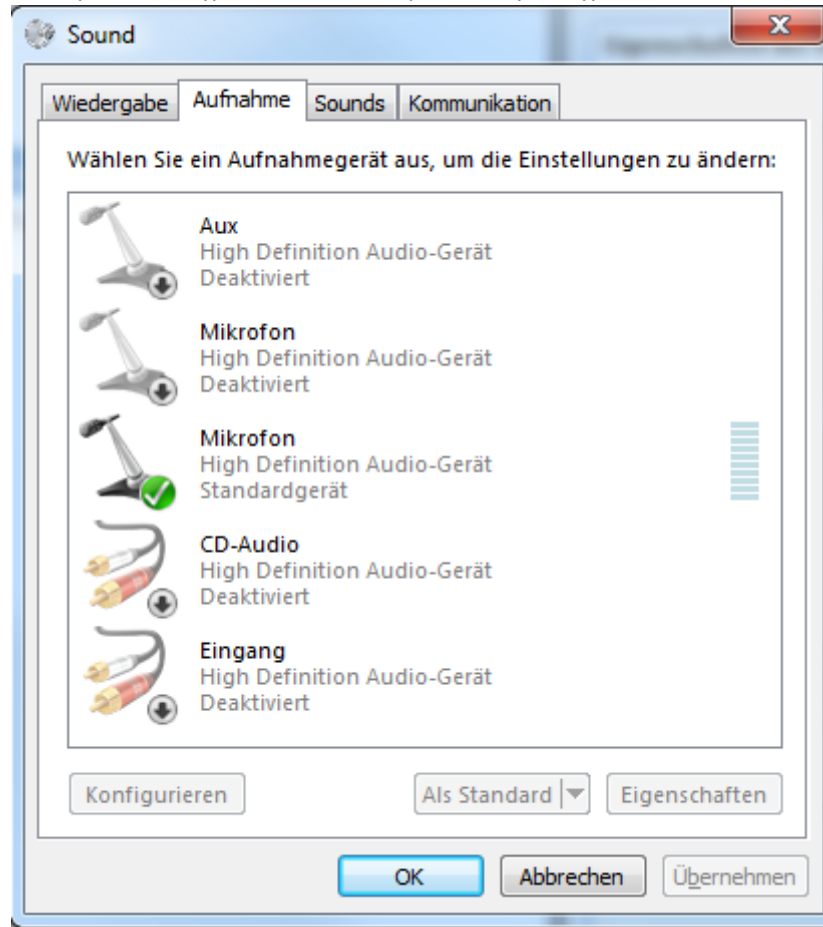 Sound
Wiedergabe Aufnahme Sounds Kommunikation
Wählen Sie ein Aufnahmegerät aus, um die Einstellungen zu ändern:
Aux
High Definition Audio-Gerät
Deaktiviert
Mikrofon
High Definition Audio-Gerät
Deaktiviert
Mikrofon
High Definition Audio-Gerät
Standardgerät
CD-Audio
High Definition Audio-Gerät
Deaktiviert
Eingang
High Definition Audio-Gerät
Deaktiviert
Konfigurieren Als Standard Eigenschaften
OK Abbrechen Übernehmen